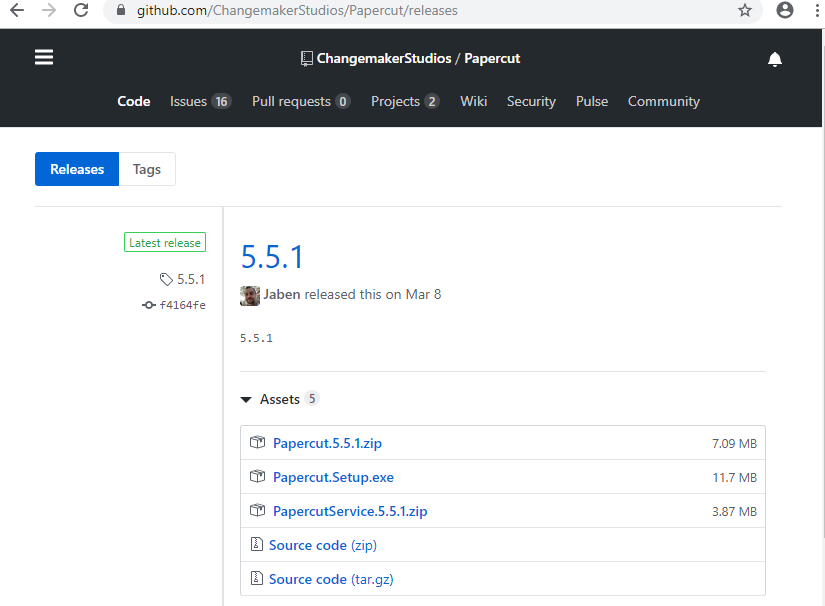 github.com/ChangemakerStudios/Papercut/releases
ChangemakerStudios / Papercut
Code Issues 16 Pull requests 0 Projects 2 Wiki Security Pulse Community
Releases Tags
Latest release
5.5.1
f4164fe
5.5.1
Jaben released this on Mar 8
5.5.1
Assets 5
Papercut.5.5.1.zip 7.09 MB
Papercut.Setup.exe 11.7 MB
PapercutService.5.5.1.zip 3.87 MB
Source code (zip)
Source code (tar.gz)